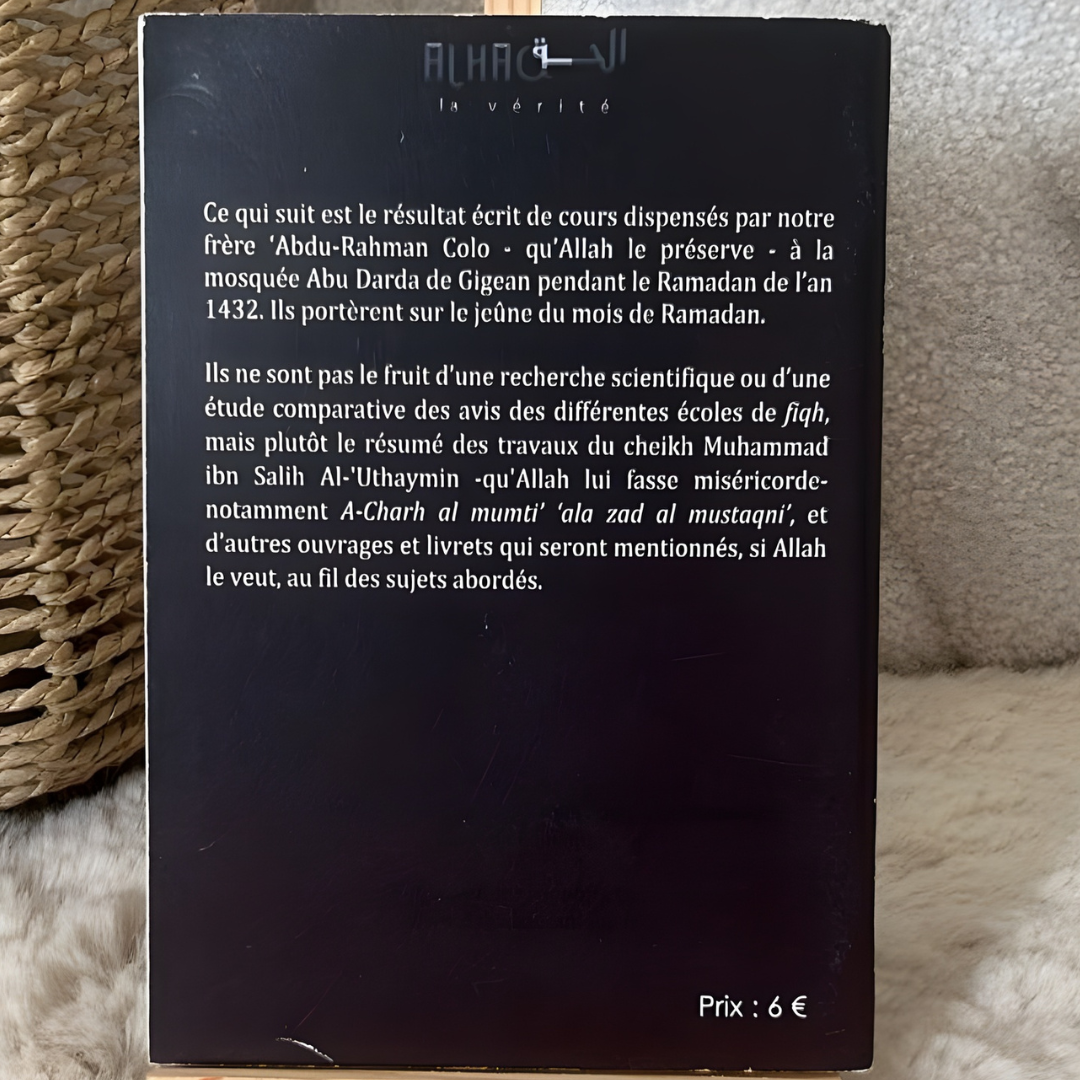 ALHAQ الحق
la vérité
Ce qui suit est le résultat écrit de cours dispensés par notre
frère 'Abdu-Rahman Colo - qu'Allah le préserve - à la
mosquée Abu Darda de Gigean pendant le Ramadan de l'an
1432. Ils portèrent sur le jeûne du mois de Ramadan.
Ils ne sont pas le fruit d'une recherche scientifique ou d'une
étude comparative des avis des différentes écoles de fiqh,
mais plutôt le résumé des travaux du cheikh Muhammad
ibn Salih Al-'Uthaymin -qu'Allah lui fasse miséricorde-
notamment A-Charh al mumti' 'ala zad al mustaqni', et
d'autres ouvrages et livrets qui seront mentionnés, si Allah
le veut, au fil des sujets abordés.
Prix : 6 €